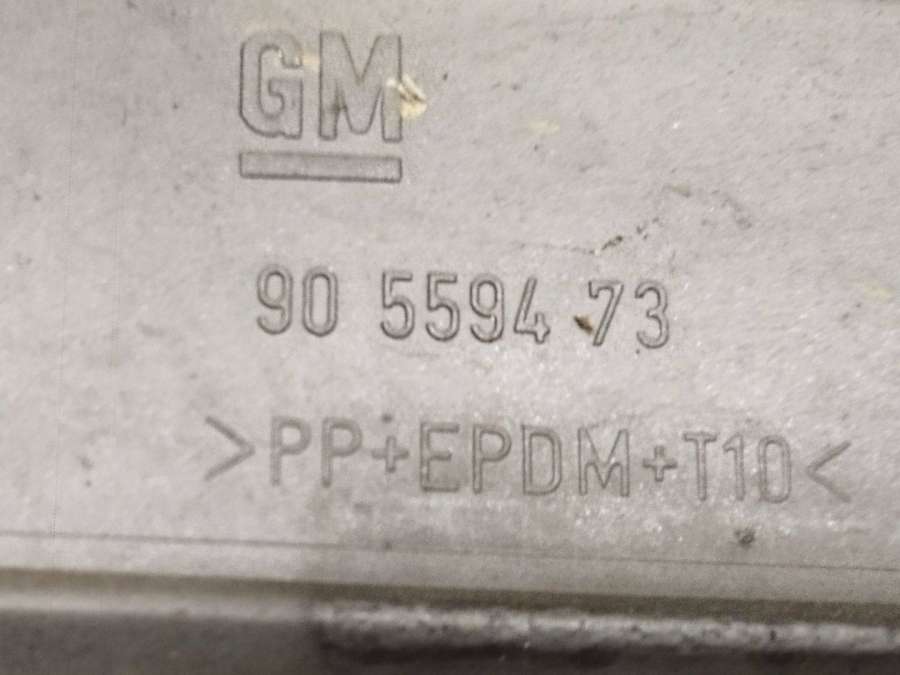 GM
90 5594 73
>PP+EPDM+T10<